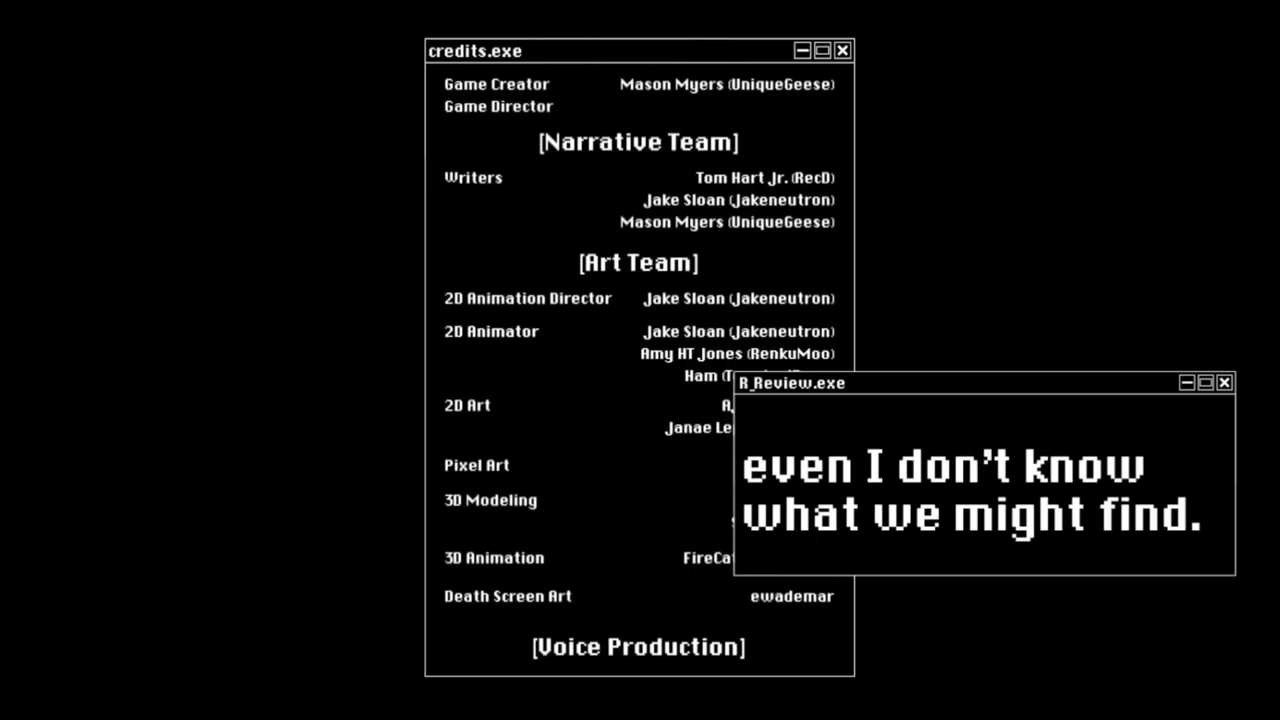 credits.exe
Game Creator Mason Myers (UniqueGeese)
Game Director
[Narrative Team]
Writers Tom Hart Jr. (RecD)
Jake Sloan (Jakeneutron)
Mason Myers (UniqueGeese)
[Art Team]
2D Animation Director Jake Sloan (Jakeneutron)
2D Animator Jake Sloan (Jakeneutron)
Amy HT Jones (RenkuMoo)
Ham
R_Review.exe
even I don't know
what we might find.
2D Art
Janae
Pixel Art
3D Modeling
3D Animation
Death Screen Art ewademar
[Voice Production]